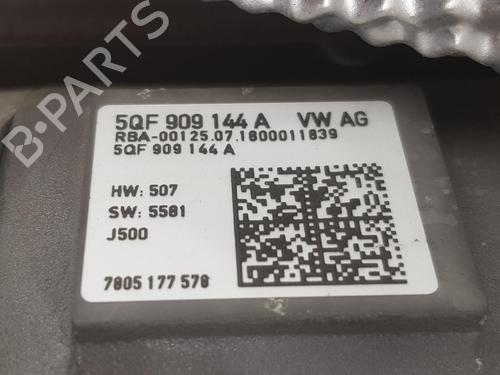 5QF 909 144 A VW AG
RBA-00125.07.1800011839
5QF 909 144 A
HW: 507
SW: 5581
J500
7805 177 578
B-PARTS